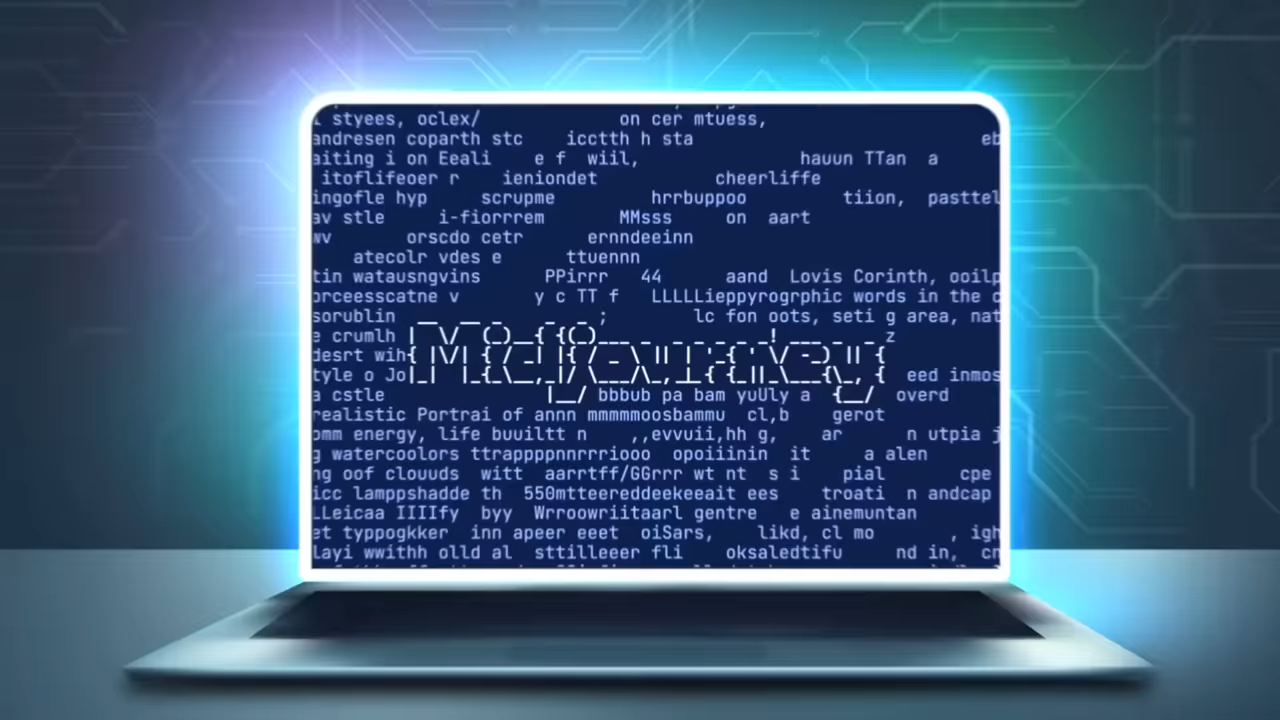 styees, oclex/ on cer mtuess,
andresen coparth stc icctth h sta eb
aiting i on Eeali e f wiil, hauun TTan a
itoflifeoer r ieniondet cheerliffe
ingofle hyp scrupme hrrbuppoo tiion, pasttel
av stle i-fiorrrem MMsss on aart
wv orscdo cetr ernndeeinn
atecolr vdes e ttuennn
tin watausngvins PPirrr 44 aand Lovis Corinth, ooilp
orceesscatne v y c TT f LLLLLieppyrogrphic words in the c
sorublin ; lc fon oots, seti g area, nat
e crumlh z
Midjourney
desrt wih
tyle o Jo eed inmos
a cstle bbbub pa bam yuUly a overd
realistic Portrai of annn mmmmmoosbammu cl,b gerot
omm energy, life buuiltt n ,,evvuii,hh g, ar n utpia j
g watercoolors ttrappppnnrrriooo opoiiinin it a alen
ng oof clouuds witt aarrtff/GGrrr wt nt s i pial cpe
icc lamppshadde th 550mtteereddeekeeait ees troati n andcap
LLeicaa IIIIfy byy Wrroowriitaarl gentre e ainemuntan
et typpogkker inn apeer eeet oiSars, likd, cl mo , igh
Layi wwithh olld al sttilleeer fli oksaledtifu nd in, cn